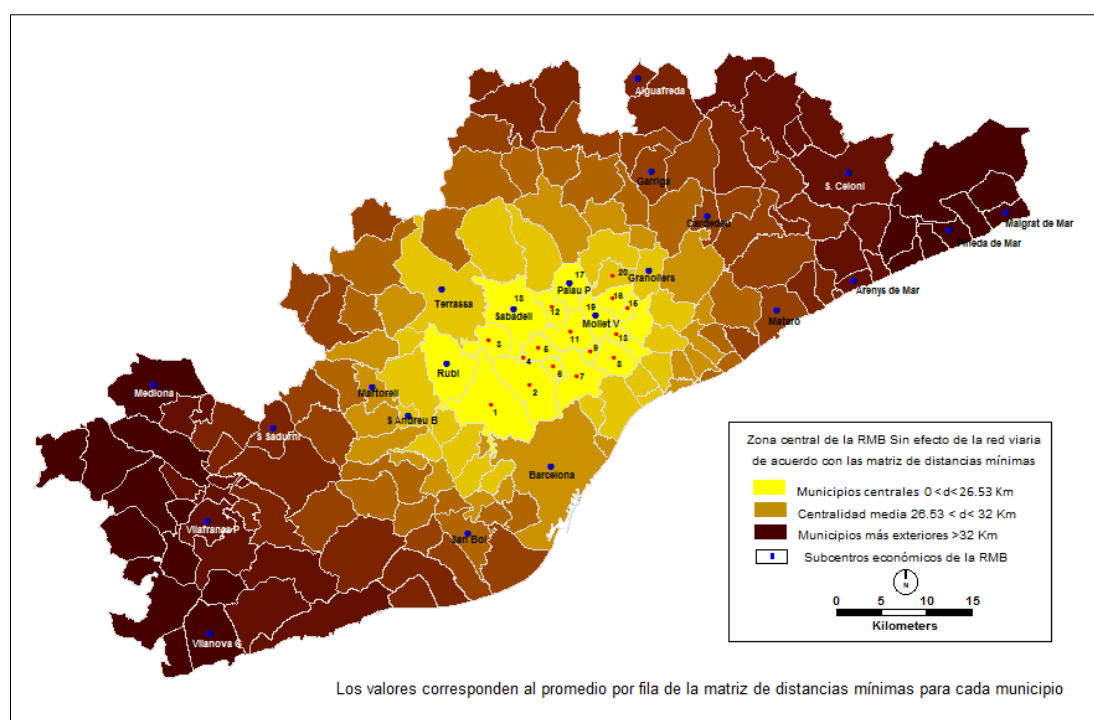 Aiguafreda
Garriga
S. Celoni
Cardedeu
Malgrat de Mar
Pineda de Mar
Arenys de Mar
Mataró
17
20
Granollers
Palau P
Terrassa
18
Sabadell
12
19
16
15
Mollet V
11
13
3
5
9
4
8
Rubí
6
7
2
1
Martorell
S Andreu B
Mediona
S Sadurní
Barcelona
Vilafranca P
San Boi
Vilanova G
Zona central de la RMB Sin efecto de la red viaria
de acuerdo con las matriz de distancias mínimas
Municipios centrales 0 < d< 26.53 Km
Centralidad media 26.53 < d< 32 Km
Municipios más exteriores >32 Km
Subcentros económicos de la RMB
N
0 5 10 15
Kilometers
Los valores corresponden al promedio por fila de la matriz de distancias mínimas para cada municipio